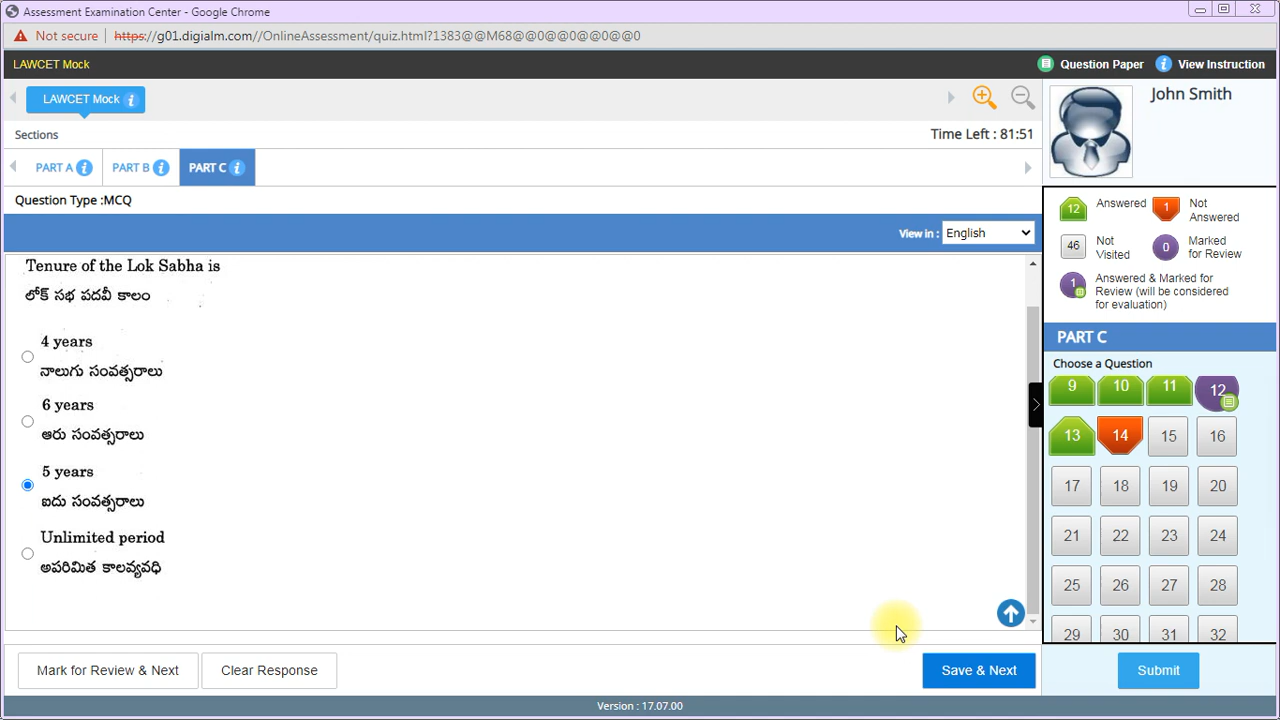 Assessment Examination Center - Google Chrome
Not secure https://g01.digialm.com//OnlineAssessment/quiz.html?1383@@M68@@0@@0@@0@@0
LAWCET Mock
Question Paper
View Instruction
LAWCET Mock
Sections
Time Left : 81:51
PART A
PART B
PART C
Question Type :MCQ
View in : English
Tenure of the Lok Sabha is
లోక్ సభ పదవీ కాలం
4 years
నాలుగు సంవత్సరాలు
6 years
ఆరు సంవత్సరాలు
5 years
ఐదు సంవత్సరాలు
Unlimited period
అపరిమిత కాలవ్యవధి
Mark for Review & Next
Clear Response
Save & Next
John Smith
12 Answered
1 Not Answered
46 Not Visited
0 Marked for Review
1 Answered & Marked for Review (will be considered for evaluation)
PART C
Choose a Question
9 10 11 12
13 14 15 16
17 18 19 20
21 22 23 24
25 26 27 28
29 30 31 32
Submit
Version : 17.07.00